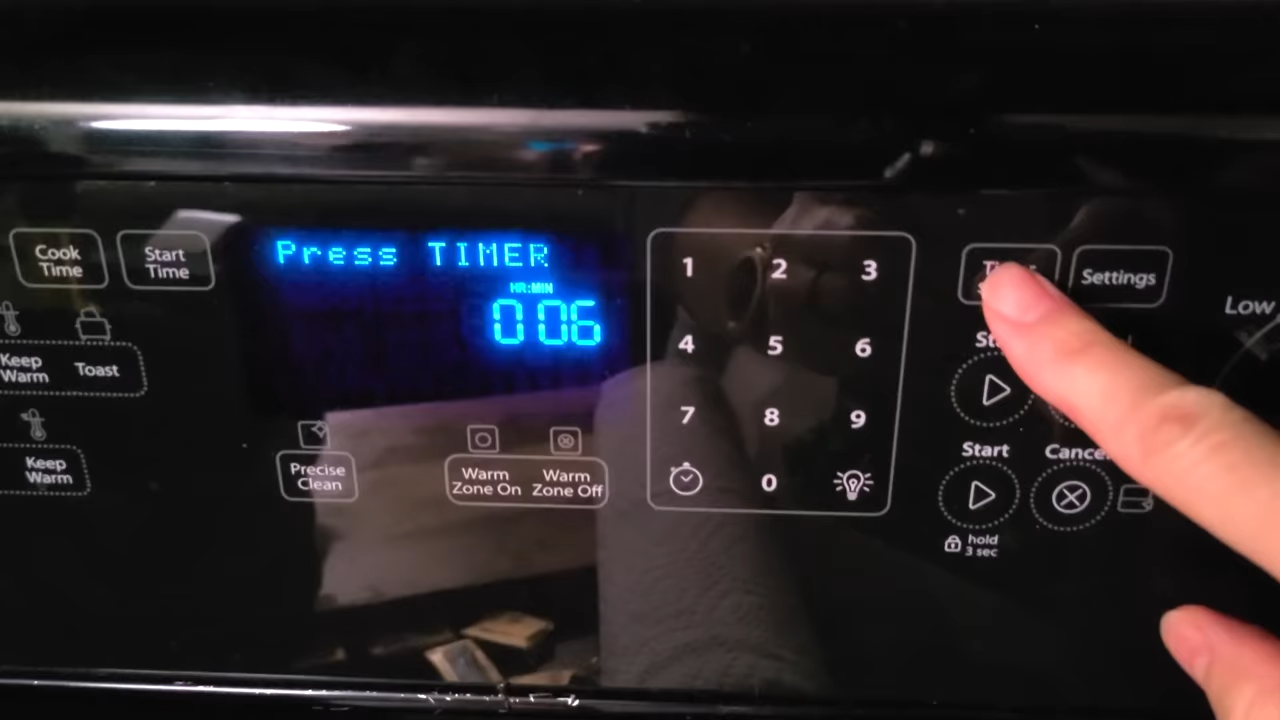 Press TIMER
HR:MIN
0 06
Cook
Time
Start
Time
Keep
Warm
Toast
Keep
Warm
Precise
Clean
Warm
Zone On
Warm
Zone Off
1 2 3
4 5 6
7 8 9
0
Settings
Low
Start
Cancel
hold
3 sec